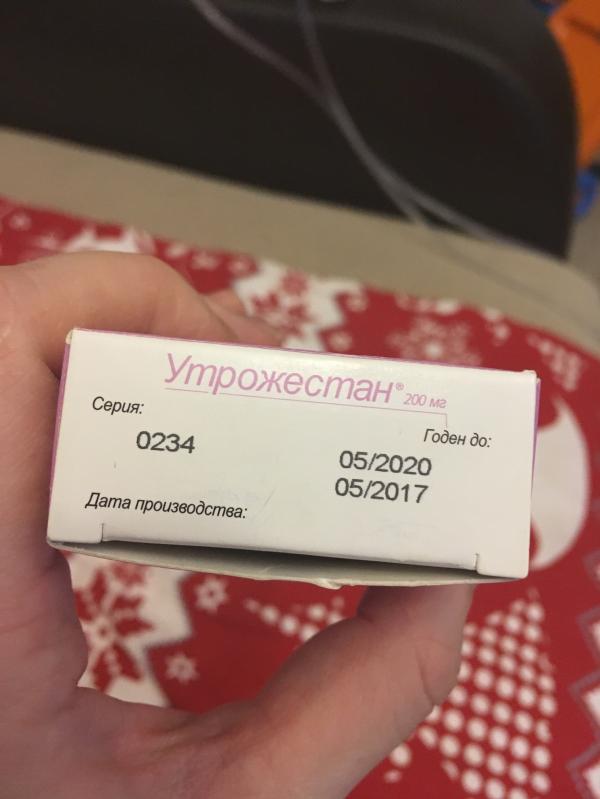 Утрожестан® 200 мг
Серия:
Годен до:
0234
05/2020
05/2017
Дата производства: